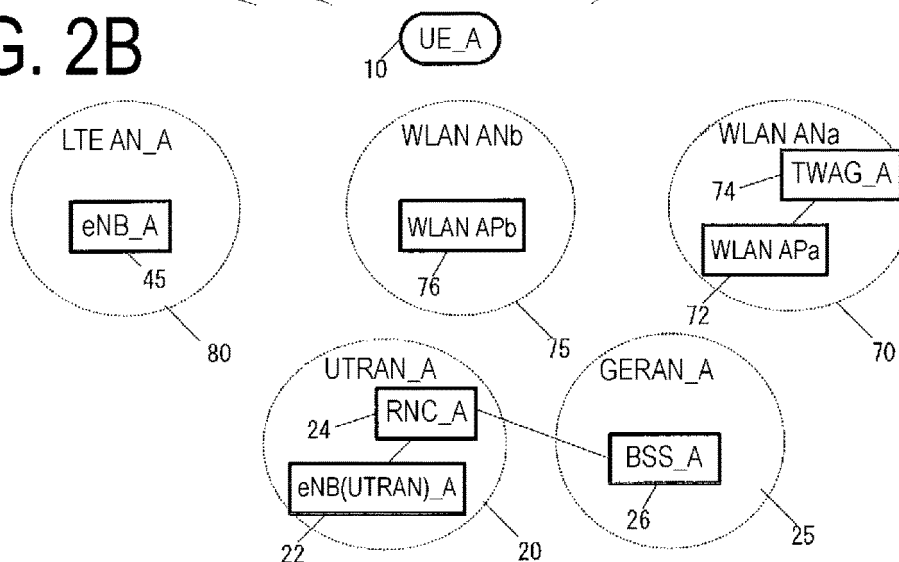 G. 2B
UE_A
10
LTE AN_A
eNB_A
45
80
WLAN ANb
WLAN APb
76
75
WLAN ANa
TWAG_A
74
WLAN APa
72
70
UTRAN_A
RNC_A
24
eNB(UTRAN)_A
22
20
GERAN_A
BSS_A
26
25